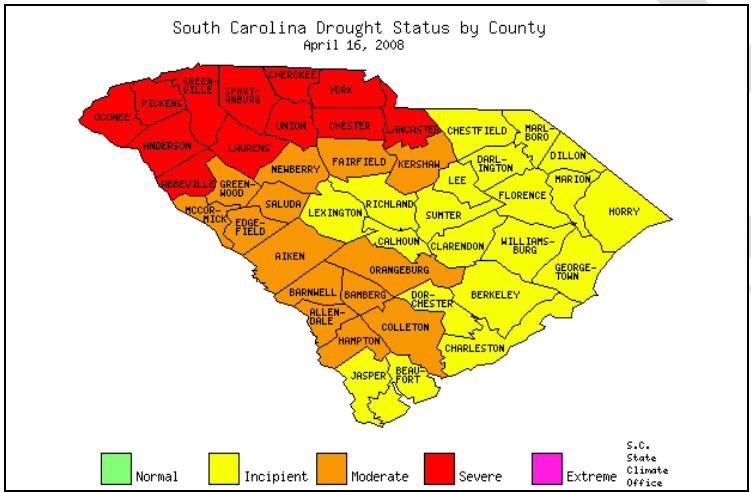 South Carolina Drought Status by County
April 16, 2008
CHEROKEE
GREEN-
VILLE
SPART-
ANBURG
YORK
PICKENS
OCONEE
UNION
CHESTER
LANCASTER
CHESTFIELD
MARL-
BORO
ANDERSON
LAURENS
DILLON
FAIRFIELD
KERSHAW
DARL-
INGTON
NEWBERRY
ABBEVILLE
GREEN-
WOOD
LEE
MARION
FLORENCE
SALUDA
RICHLAND
LEXINGTON
SUMTER
HORRY
MCCOR-
MICK
EDGE-
FIELD
CALHOUN
CLARENDON
WILLIAMS-
BURG
AIKEN
ORANGEBURG
GEORGE-
TOWN
BARNWELL
BAMBERG
DOR-
CHESTER
BERKELEY
ALLEN-
DALE
COLLETON
HAMPTON
CHARLESTON
JASPER
BEAU-
FORT
Normal
Incipient
Moderate
Severe
Extreme
S.C.
State
Climate
Office